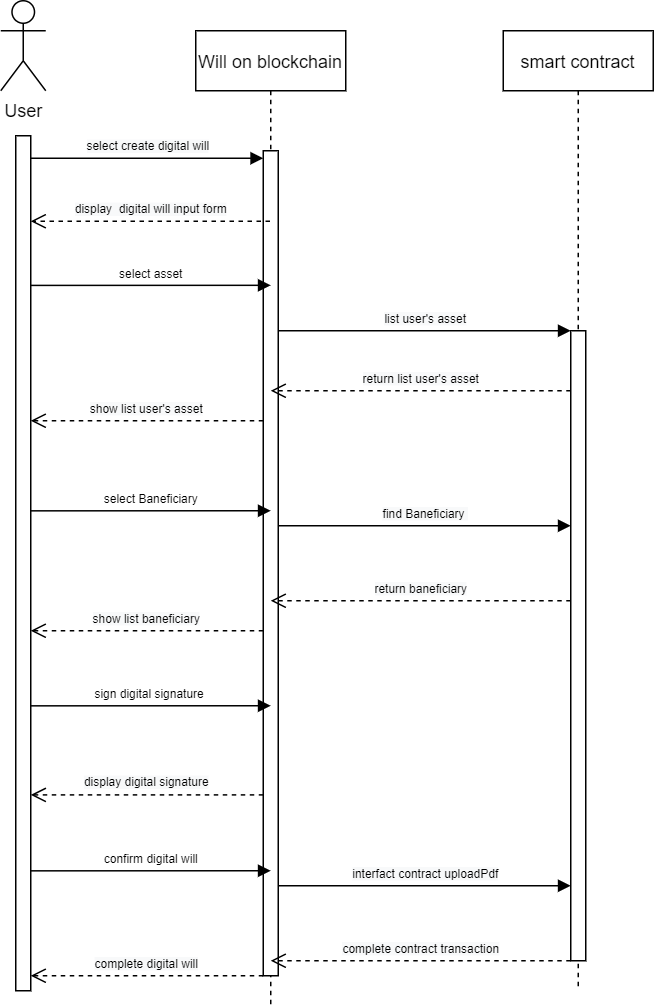 Will on blockchain
smart contract
User
select create digital will
display digital will input form
select asset
list user's asset
return list user's asset
show list user's asset
select Baneficiary
find Baneficiary
return baneficiary
show list baneficiary
sign digital signature
display digital signature
confirm digital will
interfact contract uploadPdf
complete contract transaction
complete digital will